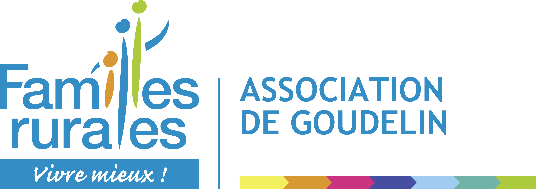 Familles
rurales
Vivre mieux !
ASSOCIATION
DE GOUDELIN